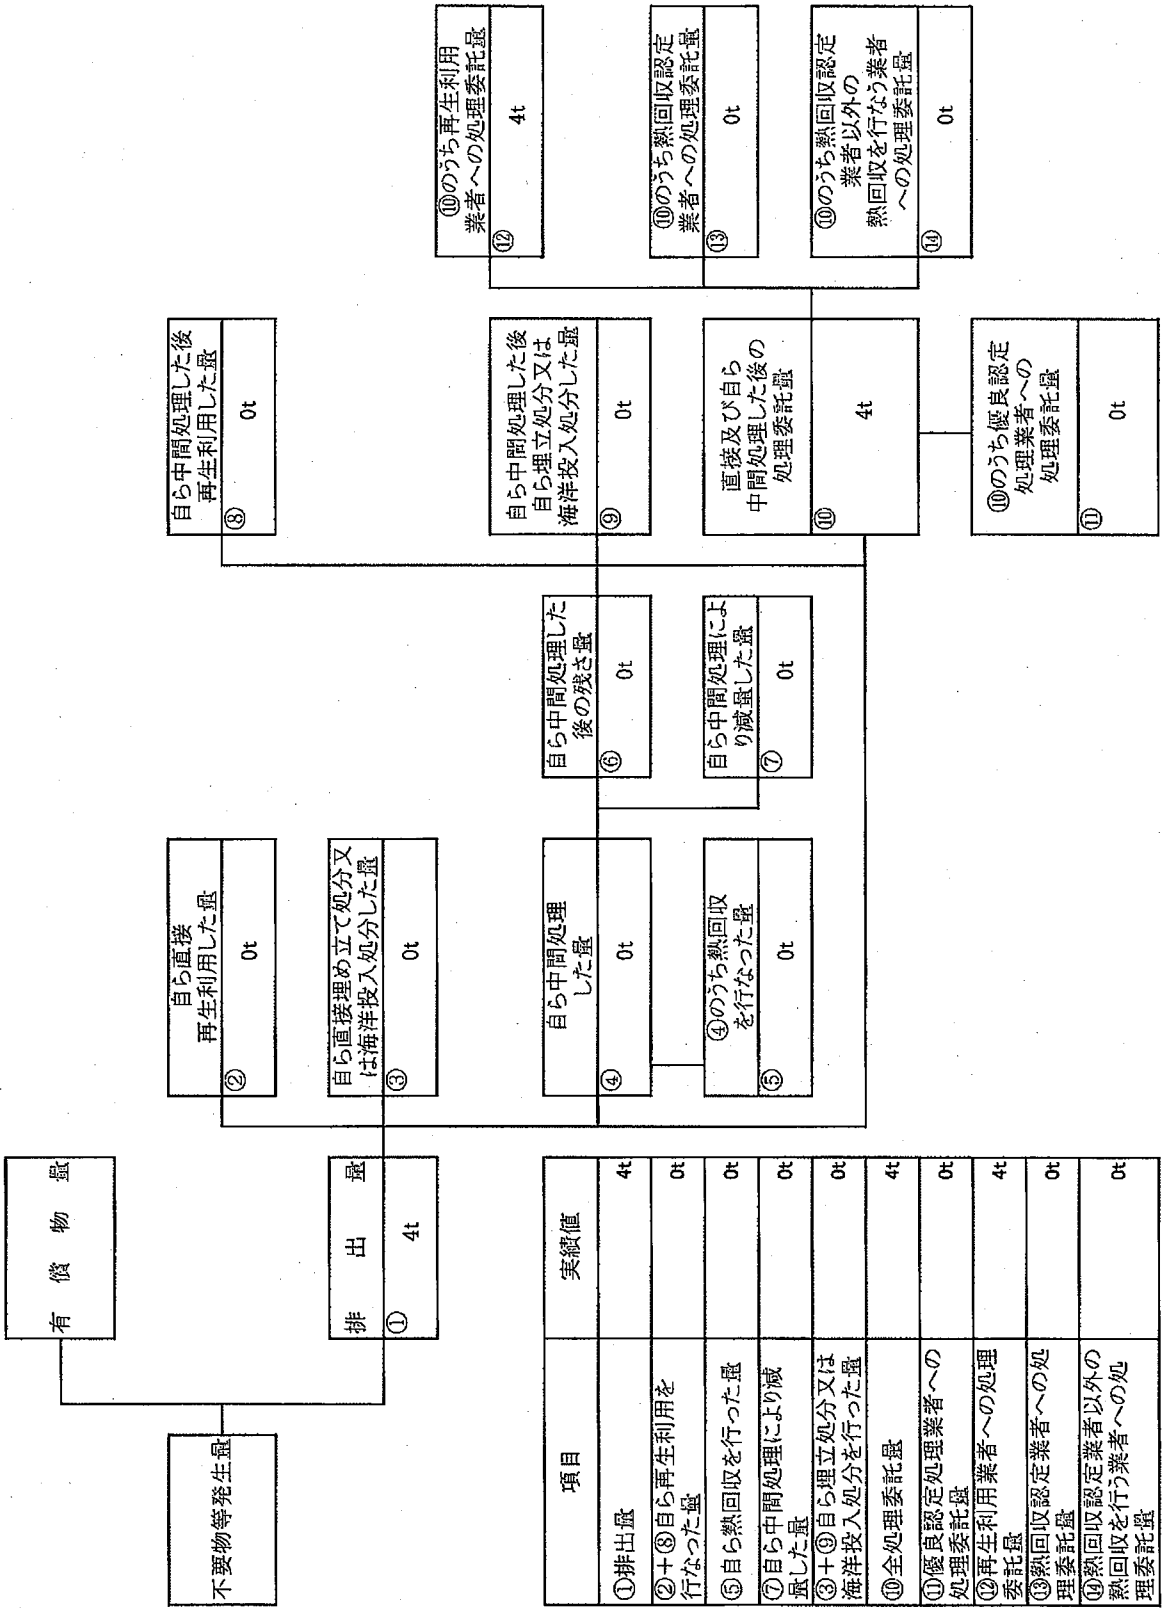 不要物等発生量
有償物量
排出量
①
4t
自ら直接
再生利用した量
②
0t
自ら直接埋め立て処分又
は海洋投入処分した量
③
0t
自ら中間処理
した量
④
0t
④のうち熱回収
を行なった量
⑤
0t
自ら中間処理した
後の残さ量
⑥
0t
自ら中間処理によ
り減量した量
⑦
0t
自ら中間処理した後
再生利用した量
⑧
0t
自ら中間処理した後
自ら埋立処分又は
海洋投入処分した量
⑨
0t
直接及び自ら
中間処理した後の
処理委託量
⑩
4t
⑩のうち優良認定
処理業者への
処理委託量
⑪
0t
⑩のうち再生利用
業者への処理委託量
⑫
4t
⑩のうち熱回収認定
業者への処理委託量
⑬
0t
⑩のうち熱回収認定
業者以外の
熱回収を行なう業者
への処理委託量
⑭
0t
項目 実績値
①排出量 4t
②+⑧自ら再生利用を
行なった量 0t
⑤自ら熱回収を行った量 0t
⑦自ら中間処理により減
量した量 0t
③+⑨自ら埋立処分又は
海洋投入処分を行った量 0t
⑩全処理委託量 4t
⑪優良認定処理業者への
処理委託量 0t
⑫再生利用業者への処理
委託量 4t
⑬熱回収認定業者への処
理委託量 0t
⑭熱回収認定業者以外の
熱回収を行う業者への処
理委託量 0t